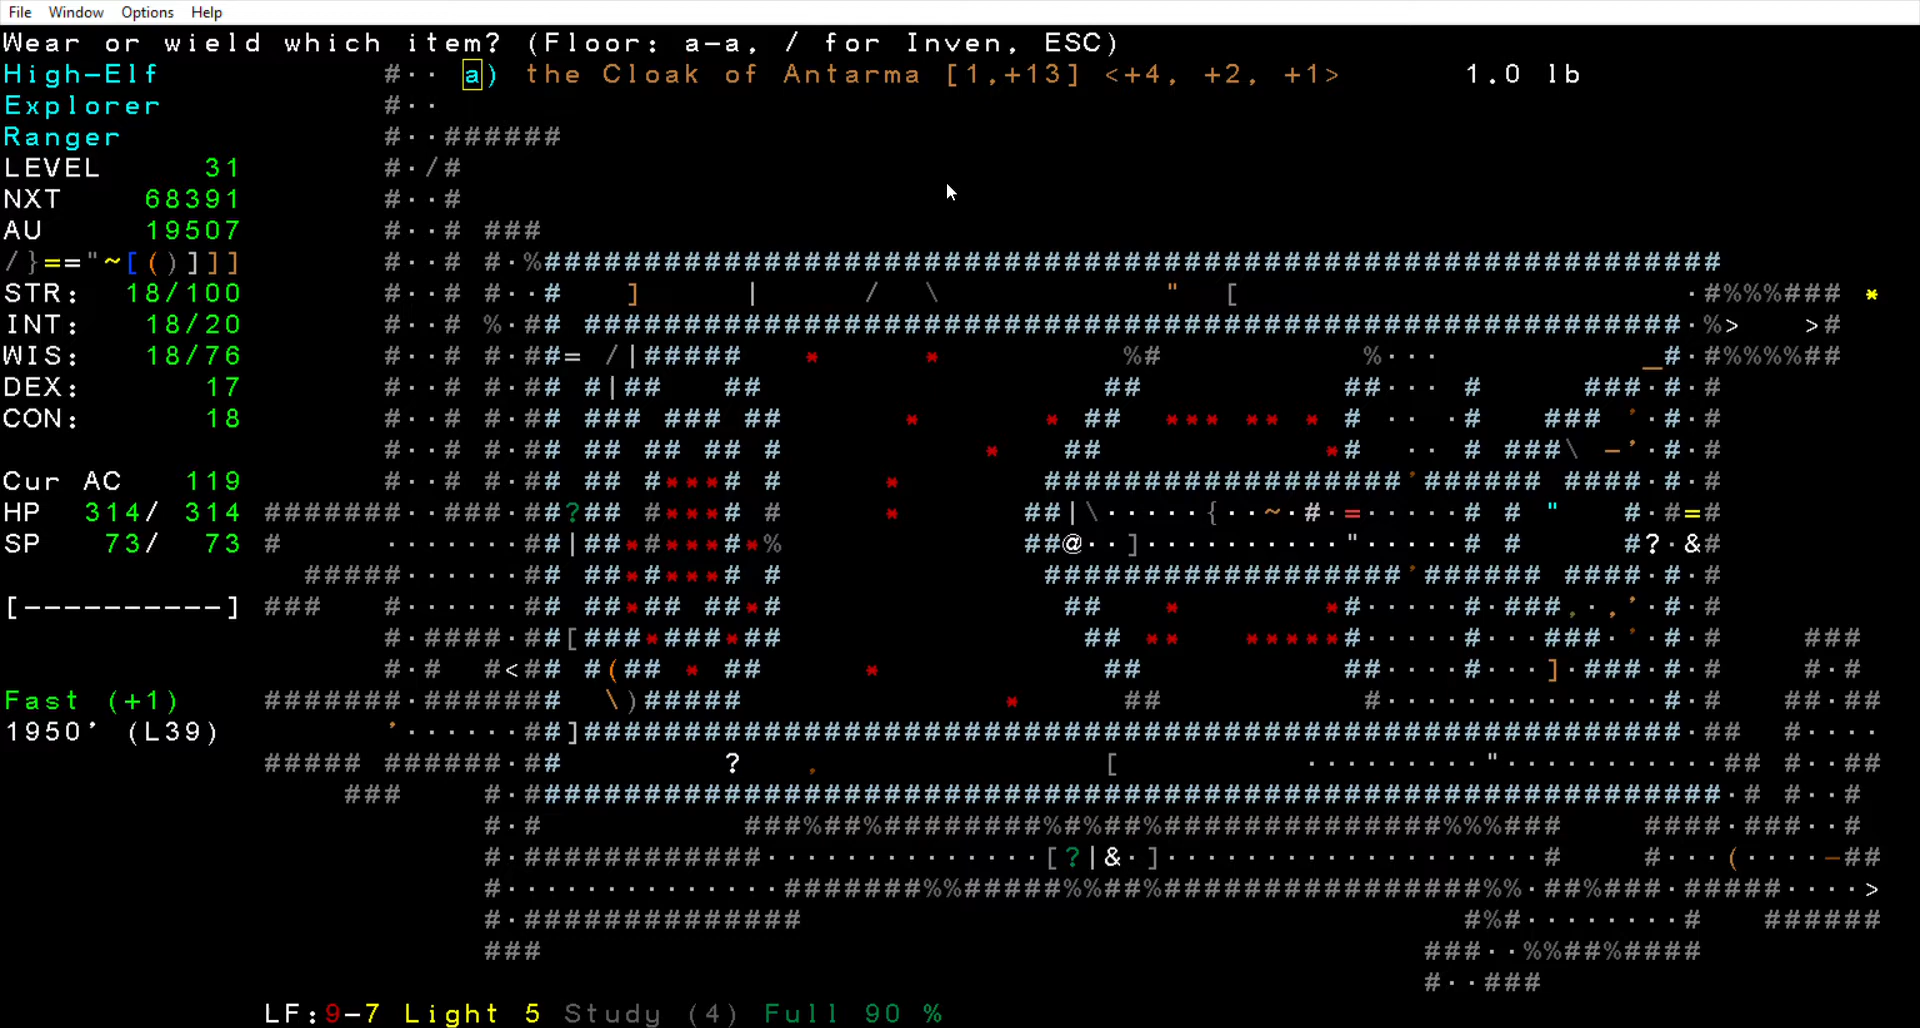 File Window Options Help
Wear or wield which item? (Floor: a-a, / for Inven, ESC)
a) the Cloak of Antarma [1,+13] <+4, +2, +1> 1.0 lb
High-Elf
Explorer
Ranger
LEVEL 31
NXT 68391
AU 19507
/}=="~[()]]]
STR: 18/100
INT: 18/20
WIS: 18/76
DEX: 17
CON: 18
Cur AC 119
HP 314/ 314
SP 73/ 73
[----------]
Fast (+1)
1950' (L39)
LF:9-7 Light 5 Study (4) Full 90 %